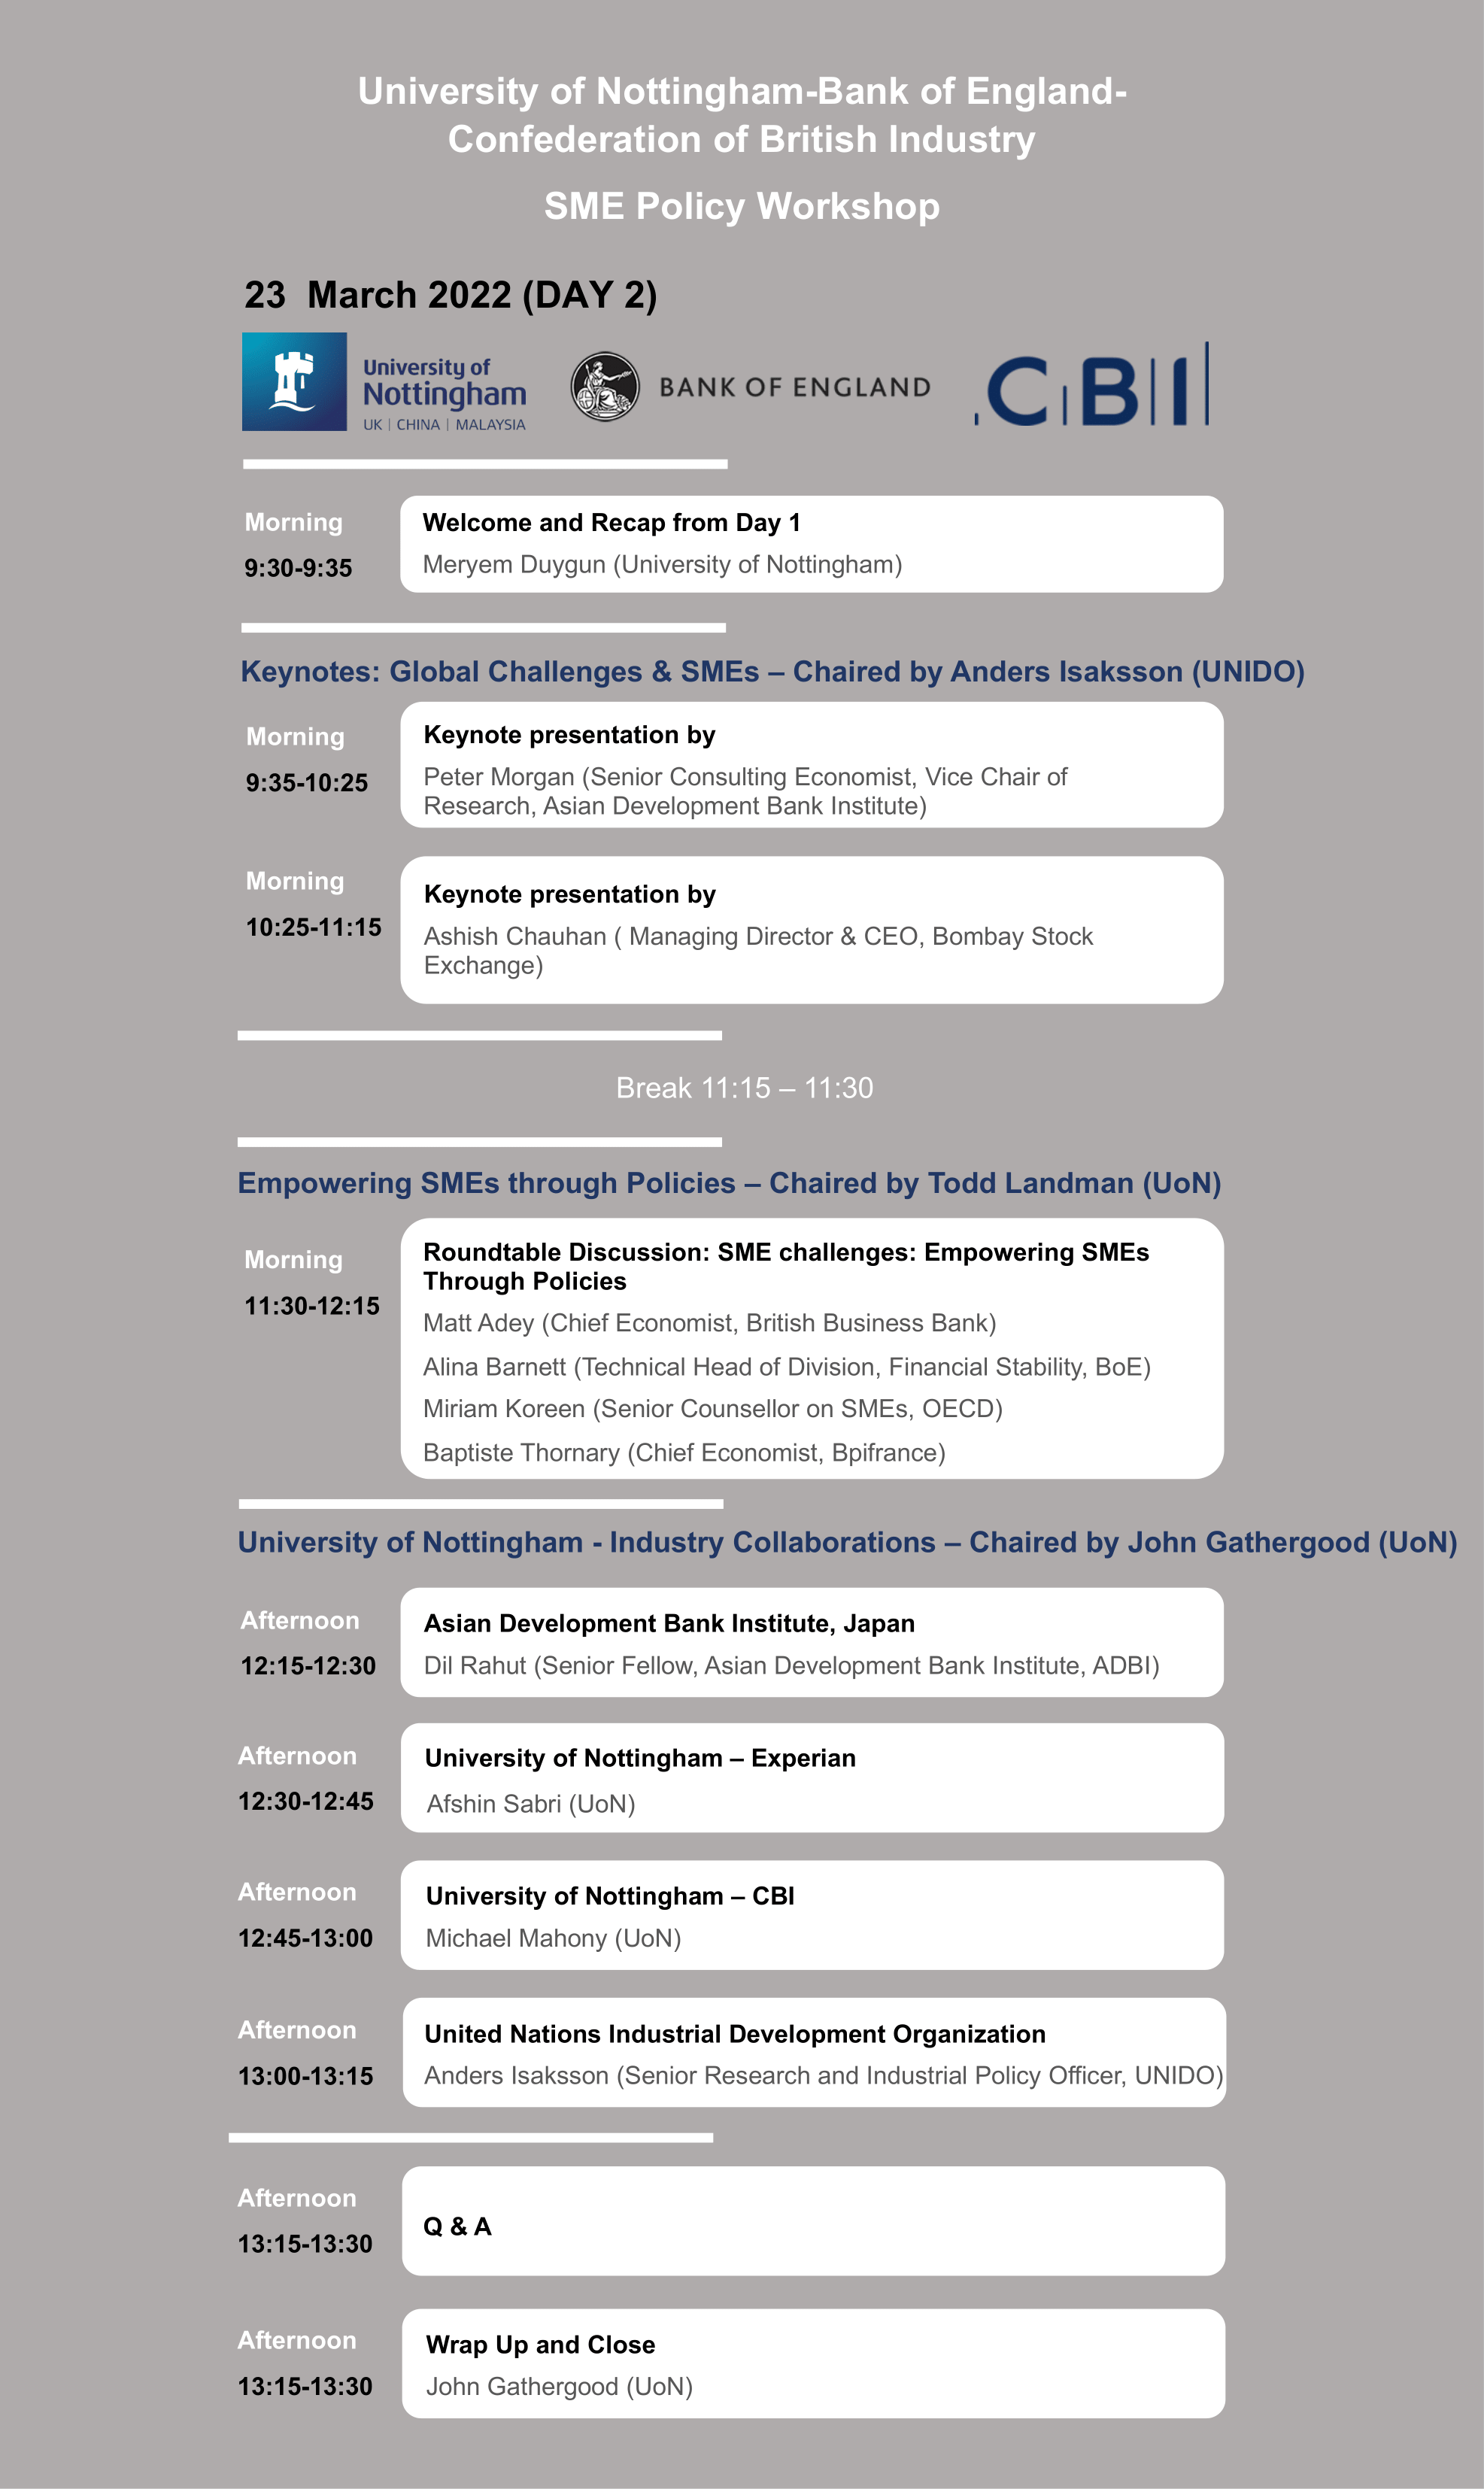 University of Nottingham-Bank of England-
Confederation of British Industry
SME Policy Workshop
23  March 2022 (DAY 2)
University of
Nottingham
UK | CHINA | MALAYSIA
BANK OF ENGLAND
CBI
Morning
9:30-9:35
Welcome and Recap from Day 1
Meryem Duygun (University of Nottingham)
Keynotes: Global Challenges & SMEs – Chaired by Anders Isaksson (UNIDO)
Morning
9:35-10:25
Keynote presentation by
Peter Morgan (Senior Consulting Economist, Vice Chair of
Research, Asian Development Bank Institute)
Morning
10:25-11:15
Keynote presentation by
Ashish Chauhan ( Managing Director & CEO, Bombay Stock
Exchange)
Break 11:15 – 11:30
Empowering SMEs through Policies – Chaired by Todd Landman (UoN)
Morning
11:30-12:15
Roundtable Discussion: SME challenges: Empowering SMEs
Through Policies
Matt Adey (Chief Economist, British Business Bank)
Alina Barnett (Technical Head of Division, Financial Stability, BoE)
Miriam Koreen (Senior Counsellor on SMEs, OECD)
Baptiste Thornary (Chief Economist, Bpifrance)
University of Nottingham - Industry Collaborations – Chaired by John Gathergood (UoN)
Afternoon
12:15-12:30
Asian Development Bank Institute, Japan
Dil Rahut (Senior Fellow, Asian Development Bank Institute, ADBI)
Afternoon
12:30-12:45
University of Nottingham – Experian
Afshin Sabri (UoN)
Afternoon
12:45-13:00
University of Nottingham – CBI
Michael Mahony (UoN)
Afternoon
13:00-13:15
United Nations Industrial Development Organization
Anders Isaksson (Senior Research and Industrial Policy Officer, UNIDO)
Afternoon
13:15-13:30
Q & A
Afternoon
13:15-13:30
Wrap Up and Close
John Gathergood (UoN)